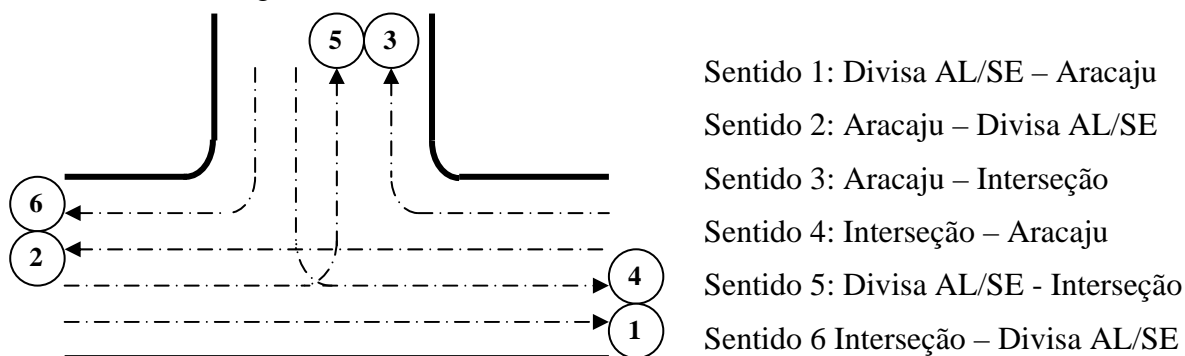 5 3
6
2
4
1
Sentido 1: Divisa AL/SE – Aracaju
Sentido 2: Aracaju – Divisa AL/SE
Sentido 3: Aracaju – Interseção
Sentido 4: Interseção – Aracaju
Sentido 5: Divisa AL/SE - Interseção
Sentido 6 Interseção – Divisa AL/SE